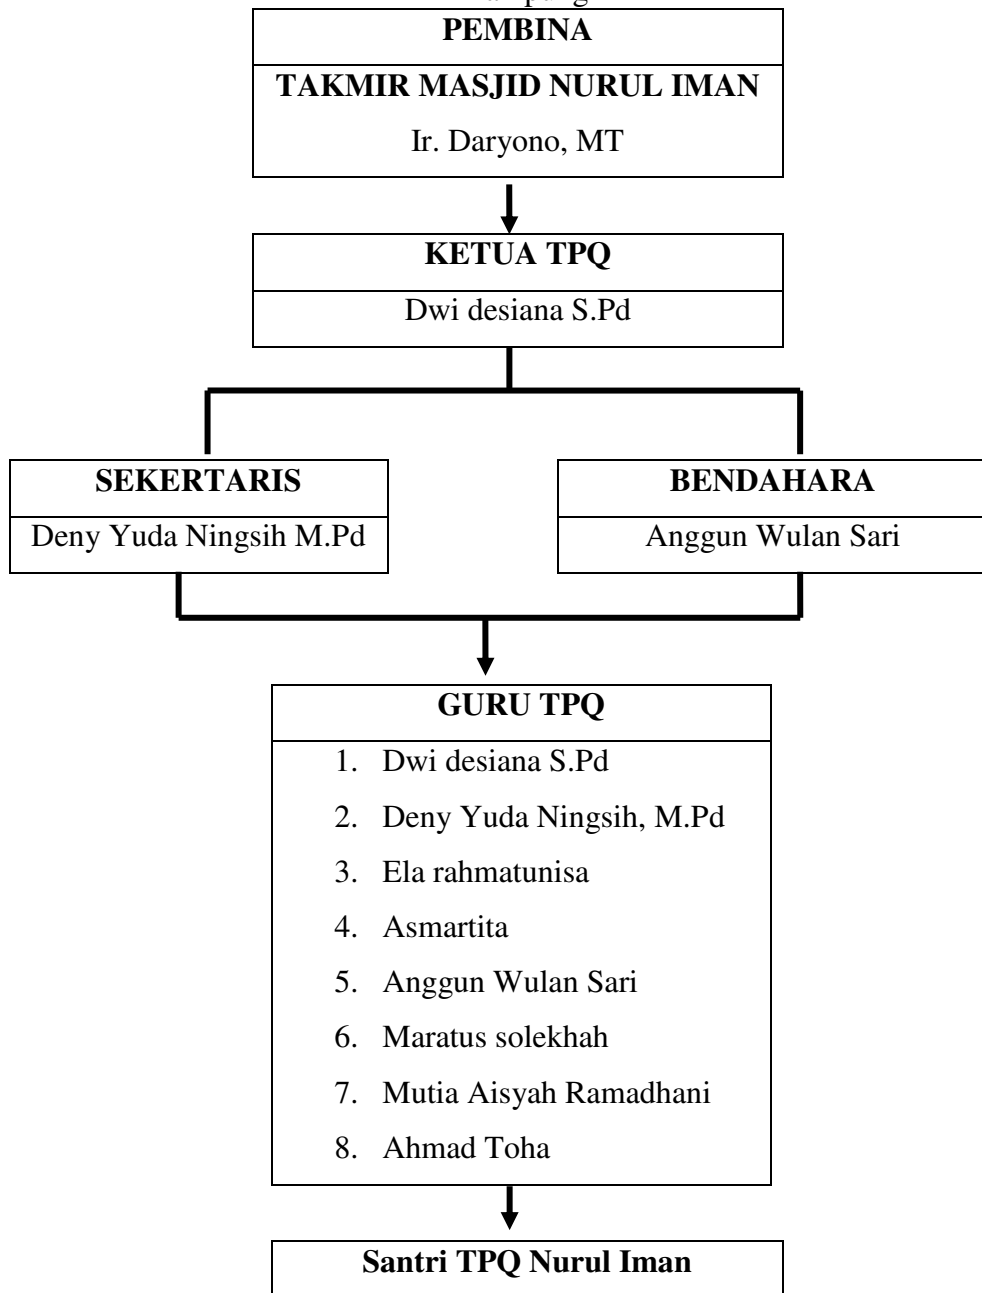 PEMBINA
TAKMIR MASJID NURUL IMAN
Ir. Daryono, MT
KETUA TPQ
Dwi desiana S.Pd
SEKERTARIS
Deny Yuda Ningsih M.Pd
BENDAHARA
Anggun Wulan Sari
GURU TPQ
1. Dwi desiana S.Pd
2. Deny Yuda Ningsih, M.Pd
3. Ela rahmatunisa
4. Asmartita
5. Anggun Wulan Sari
6. Maratus solekhah
7. Mutia Aisyah Ramadhani
8. Ahmad Toha
Santri TPQ Nurul Iman